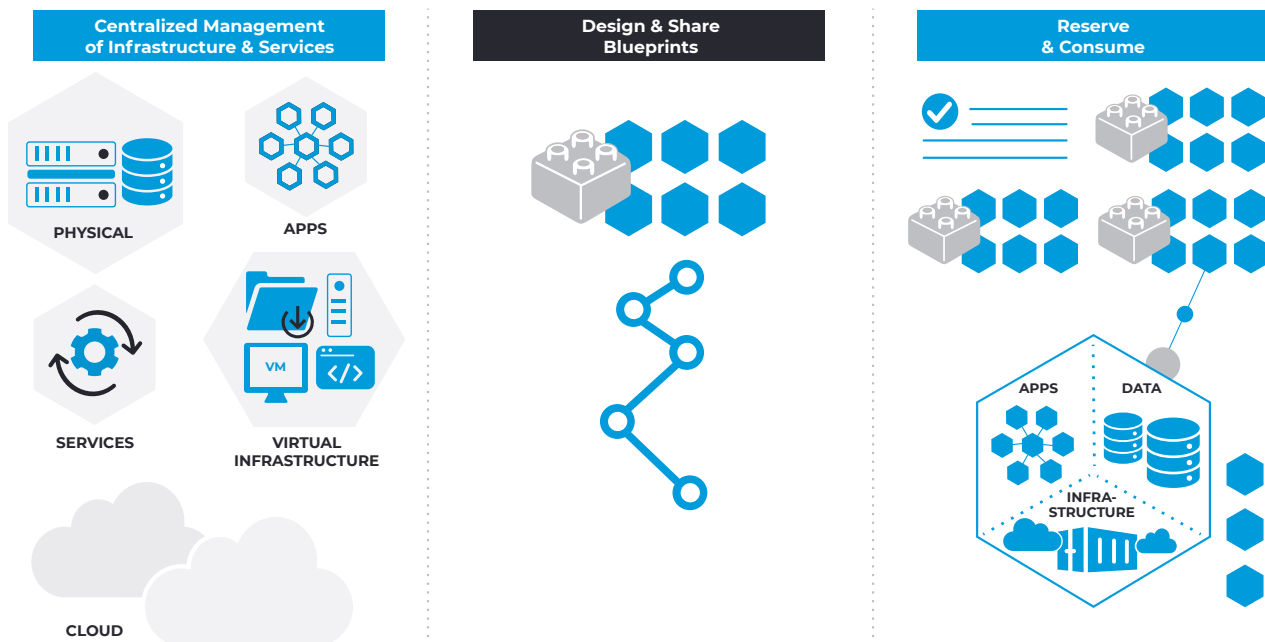 Centralized Management
of Infrastructure & Services
PHYSICAL
APPS
SERVICES
VM
</>
VIRTUAL
INFRASTRUCTURE
CLOUD
Design & Share
Blueprints
Reserve
& Consume
APPS
DATA
INFRA-
STRUCTURE